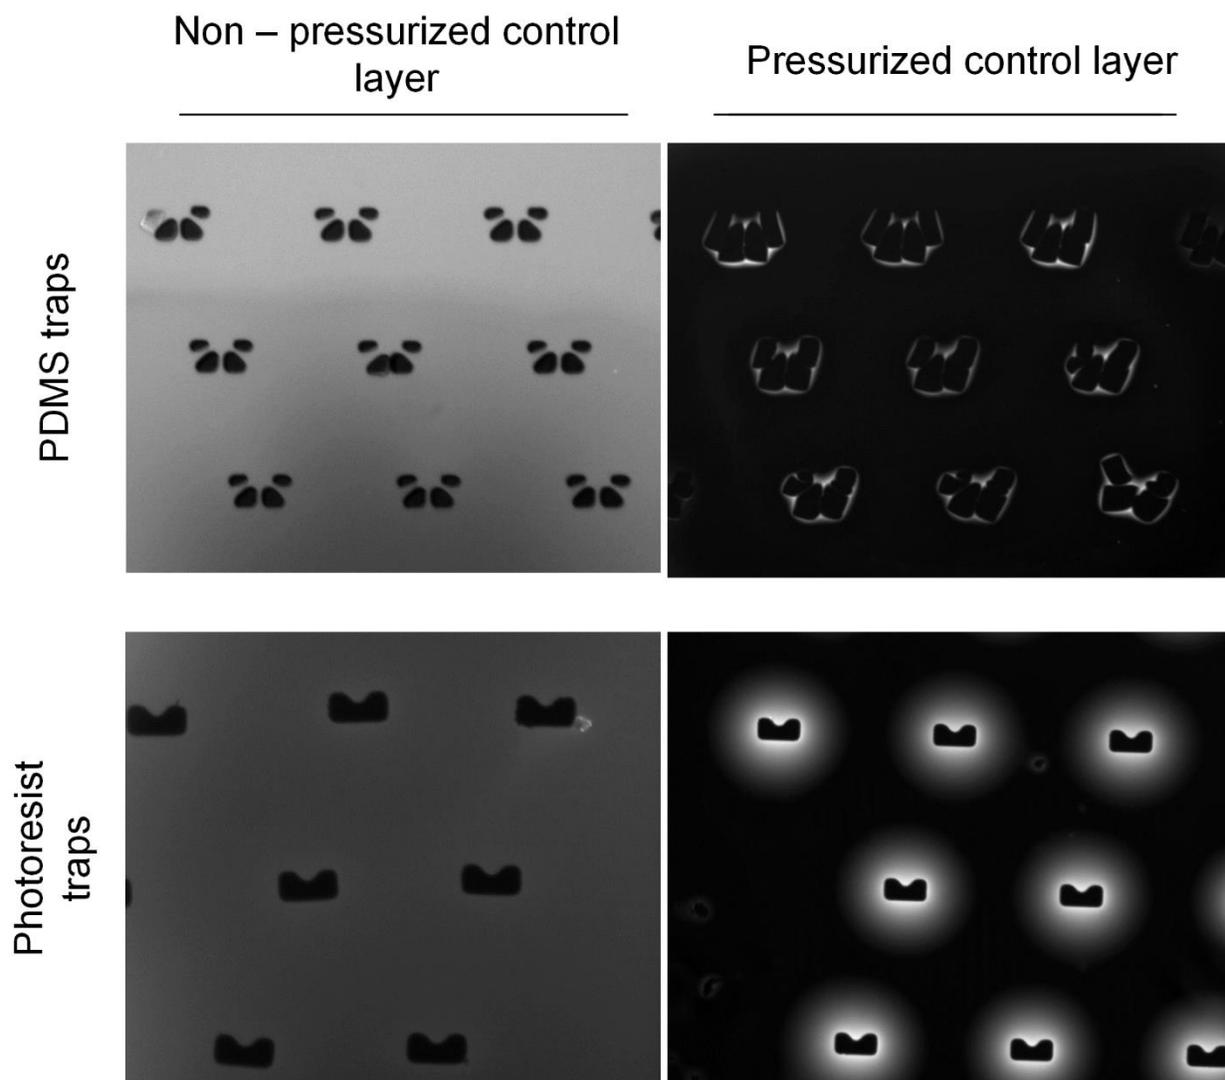 Non – pressurized control
layer
Pressurized control layer
PDMS traps
Photoresist
traps